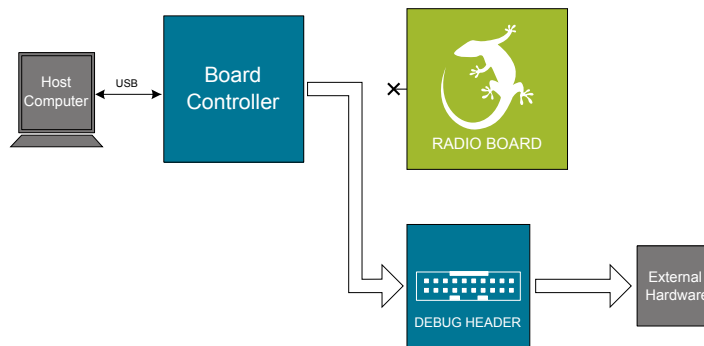 Host
Computer
USB
Board
Controller
RADIO BOARD
DEBUG HEADER
External
Hardware